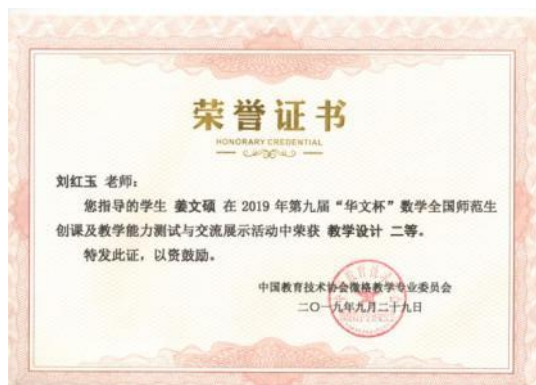 荣誉证书
HONORARY CREDENTIAL
刘红玉 老师：
您指导的学生 姜文硕 在 2019 年第九届“华文杯”数学全国师范生
创课及教学能力测试与交流展示活动中荣获 教学设计 二等。
特发此证，以资鼓励。
中国教育技术协会微格教学专业委员会
二〇一九年九月二十九日